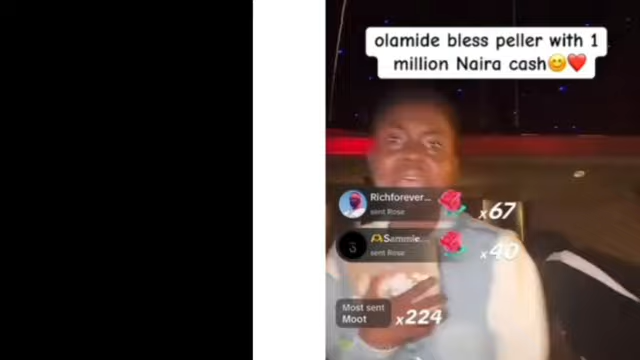 olamide bless peller with 1
million Naira cash😊❤️
Richforever...
sent Rose
x67
🫶Sammie...
sent Rose
x40
Most sent
Moot
x224